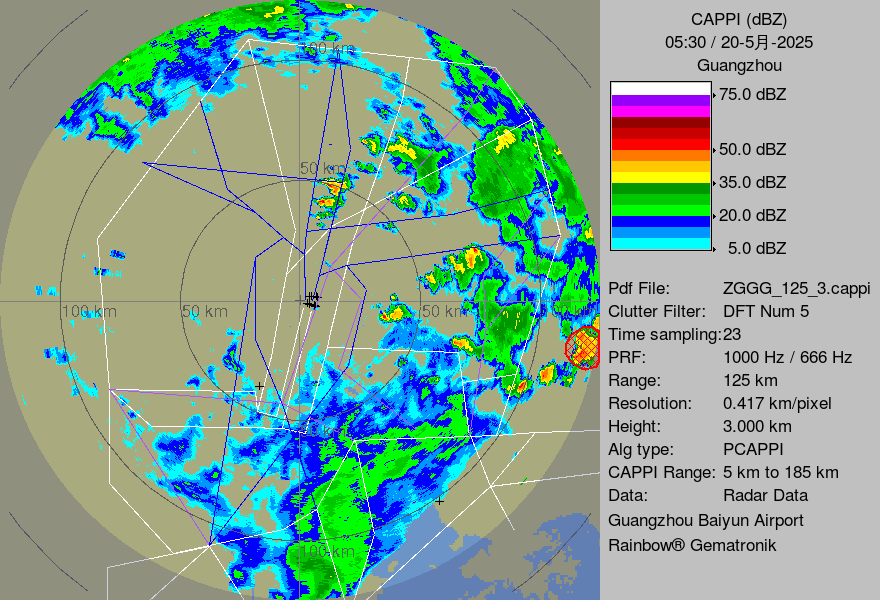 CAPPI (dBZ)
05:30 / 20-5月-2025
Guangzhou
75.0 dBZ
50.0 dBZ
35.0 dBZ
20.0 dBZ
5.0 dBZ
Pdf File: ZGGG_125_3.cappi
Clutter Filter: DFT Num 5
Time sampling:23
PRF: 1000 Hz / 666 Hz
Range: 125 km
Resolution: 0.417 km/pixel
Height: 3.000 km
Alg type: PCAPPI
CAPPI Range: 5 km to 185 km
Data: Radar Data
Guangzhou Baiyun Airport
Rainbow® Gematronik
100 km
50 km
100 km
50 km
50 km
100 km